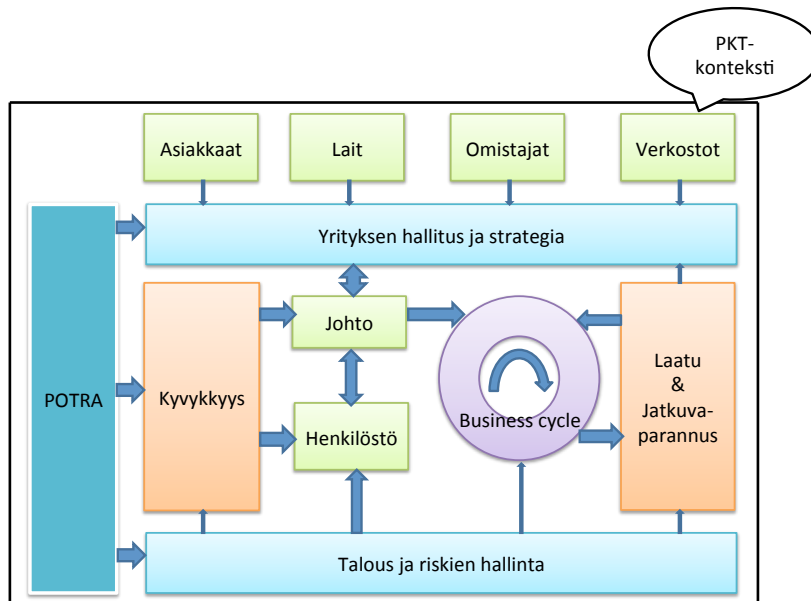 PKT-
konteksti
Asiakkaat
Lait
Omistajat
Verkostot
Yrityksen hallitus ja strategia
POTRA
Kyvykkyys
Johto
Henkilöstö
Business cycle
Laatu
&
Jatkuva-
parannus
Talous ja riskien hallinta